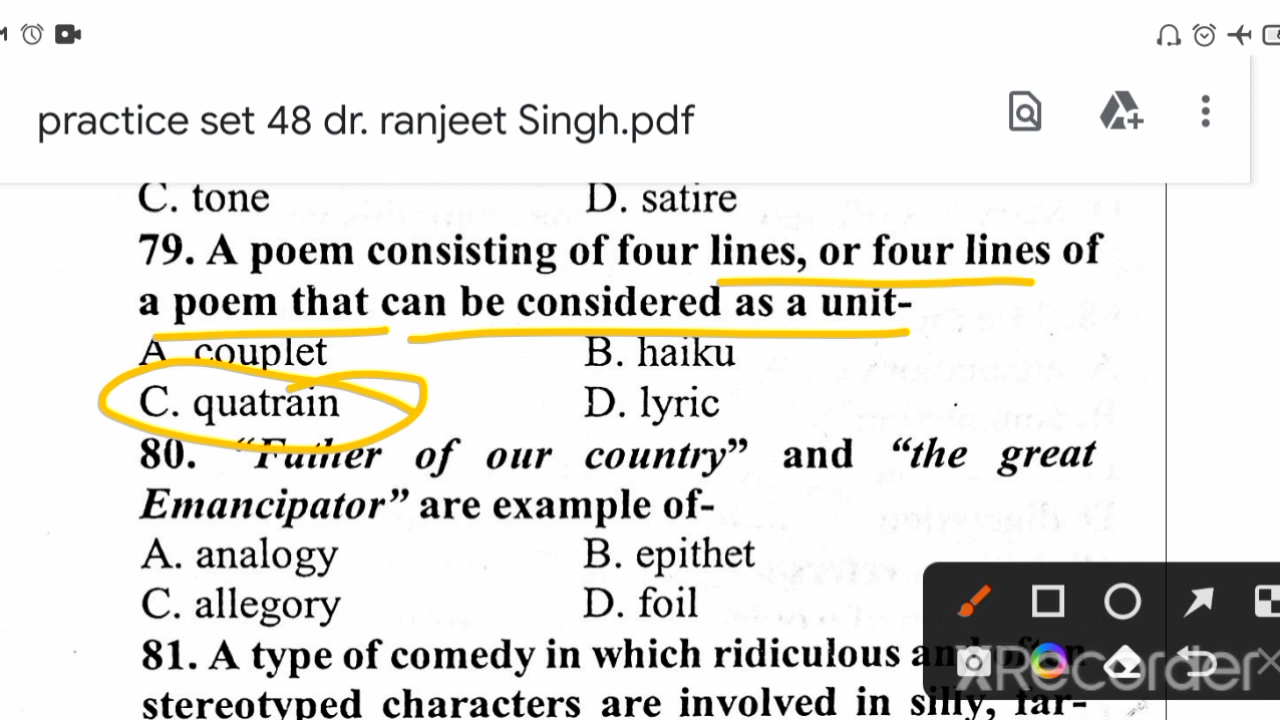 practice set 48 dr. ranjeet Singh.pdf
C. tone D. satire
79. A poem consisting of four lines, or four lines of
a poem that can be considered as a unit-
A couplet B. haiku
C. quatrain D. lyric
80. "Father of our country" and "the great
Emancipator" are example of-
A. analogy B. epithet
C. allegory D. foil
81. A type of comedy in which ridiculous and often
stereotyped characters are involved in silly, far-
XRecorder